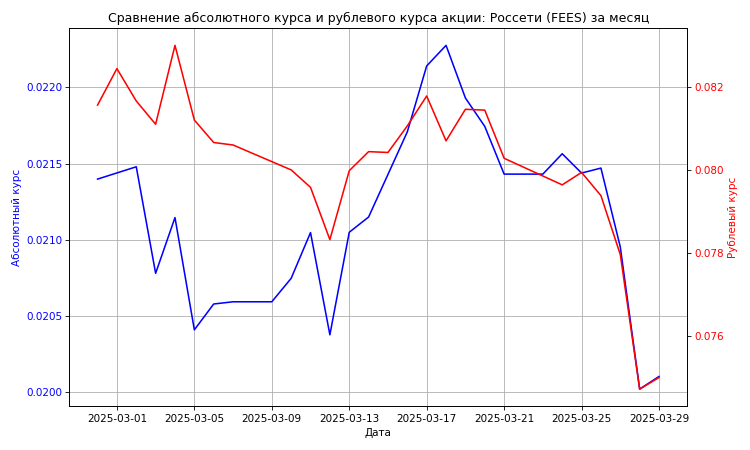 Сравнение абсолютного курса и рублевого курса акции: Россети (FEES) за месяц
Абсолютный курс
0.0220
0.0215
0.0210
0.0205
0.0200
0.082
0.080
0.078
0.076
Рублевый курс
2025-03-01 2025-03-05 2025-03-09 2025-03-13 2025-03-17 2025-03-21 2025-03-25 2025-03-29
Дата